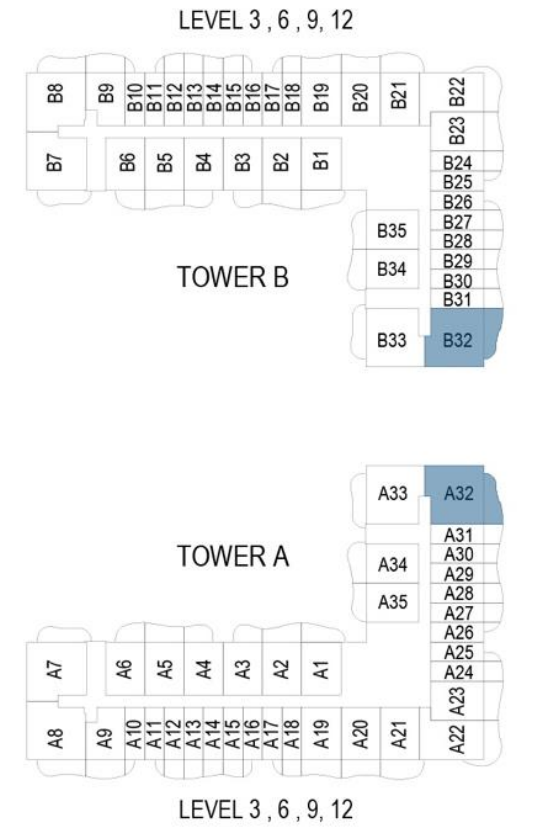 LEVEL 3 , 6 , 9, 12
B8 B9 B10 B11 B12 B13 B14 B15 B16 B17 B18 B19 B20 B21 B22
B23
B7 B6 B5 B4 B3 B2 B1
B24
B25
B26
B27
B28
B29
B30
B31
B32
B35
B34
B33
TOWER B
A33 A32
A31
A30
A29
A28
A27
A26
A25
A24
A23
A22
A34
A35
TOWER A
A7 A6 A5 A4 A3 A2 A1
A8 A9 A10 A11 A12 A13 A14 A15 A16 A17 A18 A19 A20 A21
LEVEL 3 , 6 , 9, 12